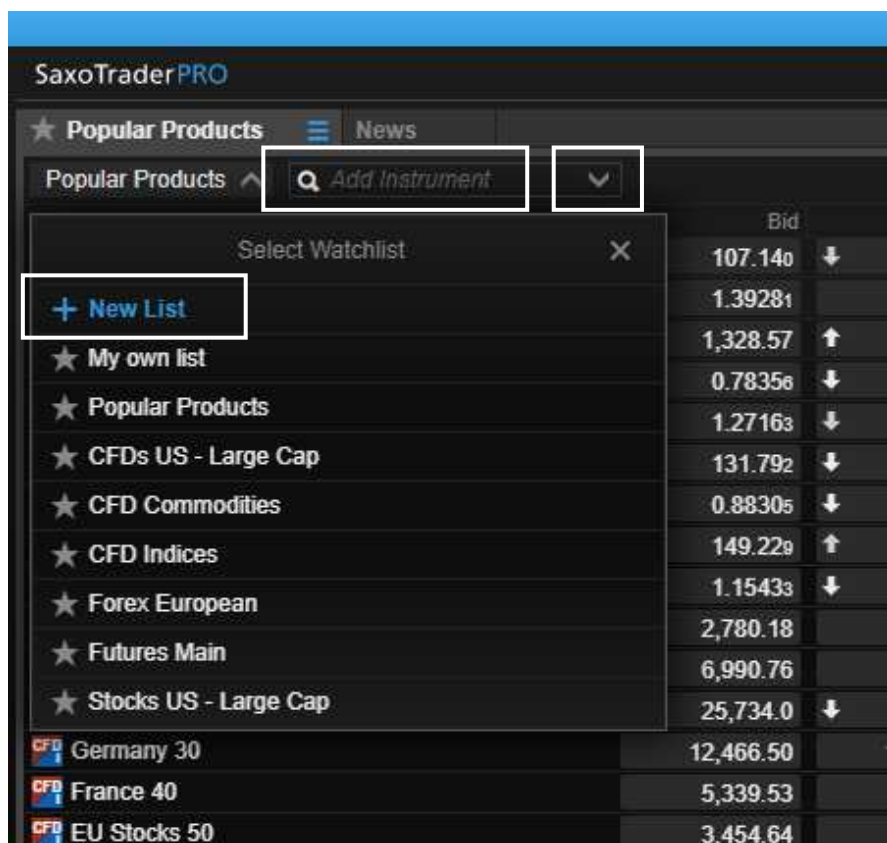 SaxoTraderPRO
Popular Products News
Popular Products Add Instrument
Bid
Select Watchlist
107.140
+ New List
1.39281
1,328.57
My own list
0.78356
Popular Products
1.27163
CFDs US - Large Cap
131.792
CFD Commodities
0.88305
CFD Indices
149.229
1.15433
Forex European
2,780.18
Futures Main
6,990.76
Stocks US - Large Cap
25,734.0
CFD I Germany 30 12,466.50
CFD I France 40 5,339.53
CFD EU Stocks 50 3,454.64